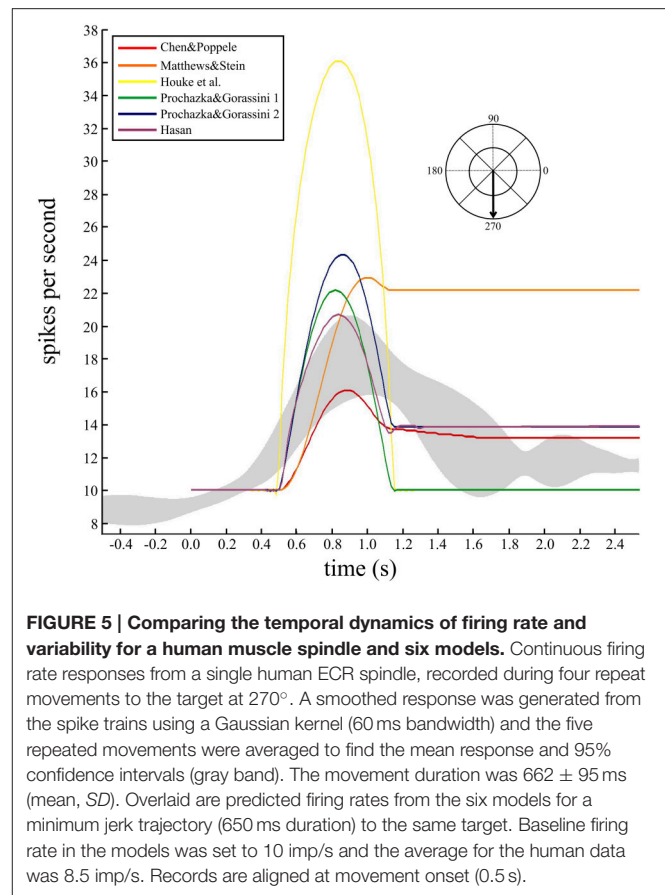 38
36
34
32
30
28
26
24
22
20
18
16
14
12
10
8
spikes per second
Chen&Poppele
Matthews&Stein
Houke et al.
Prochazka&Gorassini 1
Prochazka&Gorassini 2
Hasan
90
180
0
270
-0.4 -0.2 0.0 0.2 0.4 0.6 0.8 1.0 1.2 1.4 1.6 1.8 2.0 2.2 2.4
time (s)
FIGURE 5 | Comparing the temporal dynamics of firing rate and
variability for a human muscle spindle and six models. Continuous firing
rate responses from a single human ECR spindle, recorded during four repeat
movements to the target at 270°. A smoothed response was generated from
the spike trains using a Gaussian kernel (60 ms bandwidth) and the five
repeated movements were averaged to find the mean response and 95%
confidence intervals (gray band). The movement duration was 662 ± 95 ms
(mean, SD). Overlaid are predicted firing rates from the six models for a
minimum jerk trajectory (650 ms duration) to the same target. Baseline firing
rate in the models was set to 10 imp/s and the average for the human data
was 8.5 imp/s. Records are aligned at movement onset (0.5 s).